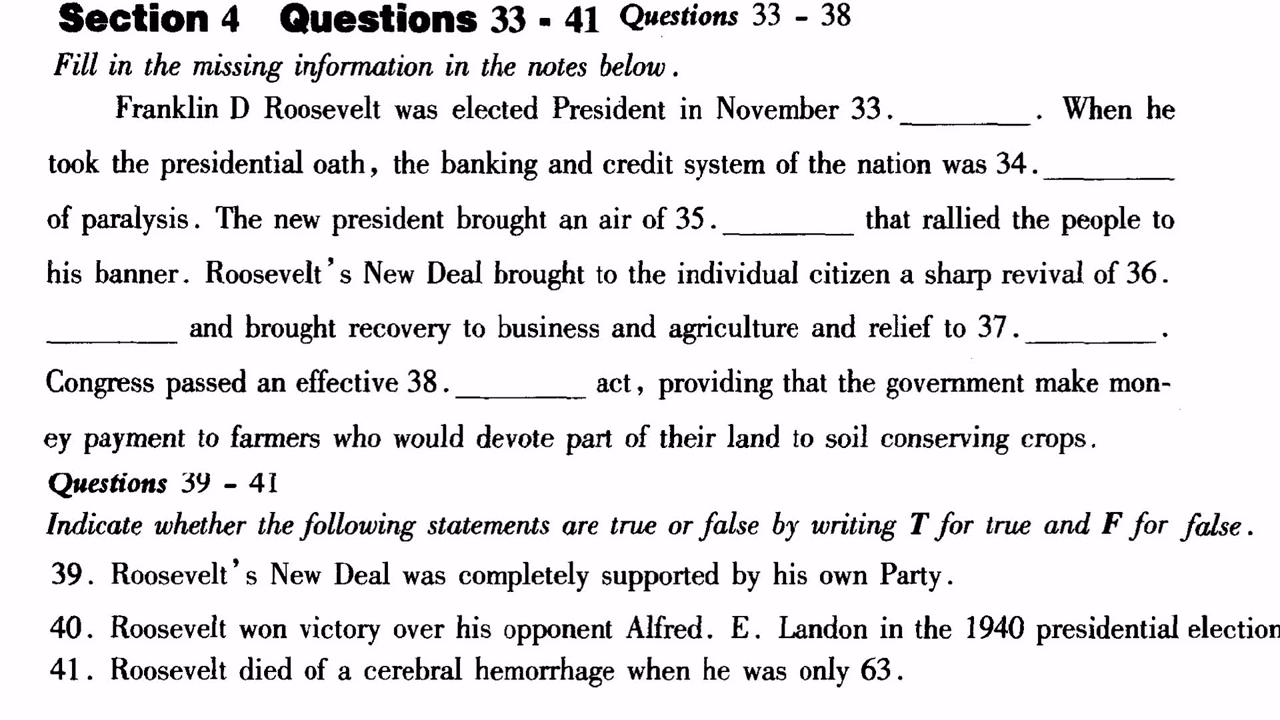 Section 4 Questions 33 - 41 Questions 33 - 38
Fill in the missing information in the notes below.
Franklin D Roosevelt was elected President in November 33.________. When he
took the presidential oath, the banking and credit system of the nation was 34.________
of paralysis. The new president brought an air of 35.________ that rallied the people to
his banner. Roosevelt's New Deal brought to the individual citizen a sharp revival of 36.
________ and brought recovery to business and agriculture and relief to 37.________.
Congress passed an effective 38.________ act, providing that the government make mon-
ey payment to farmers who would devote part of their land to soil conserving crops.
Questions 39 - 41
Indicate whether the following statements are true or false by writing T for true and F for false.
39. Roosevelt's New Deal was completely supported by his own Party.
40. Roosevelt won victory over his opponent Alfred. E. Landon in the 1940 presidential election
41. Roosevelt died of a cerebral hemorrhage when he was only 63.